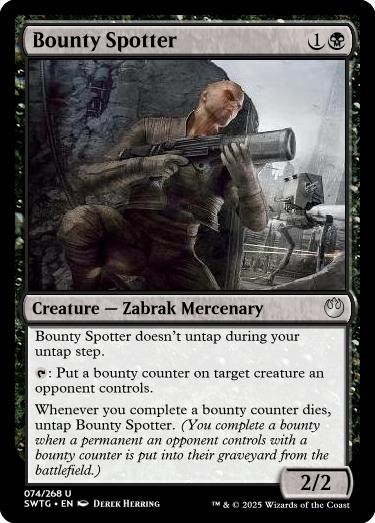 Bounty Spotter 1
Creature — Zabrak Mercenary
Bounty Spotter doesn't untap during your
untap step.
: Put a bounty counter on target creature an
opponent controls.
Whenever you complete a bounty counter dies,
untap Bounty Spotter. (You complete a bounty
when a permanent an opponent controls with a
bounty counter is put into their graveyard from the
battlefield.)
2/2
074/268 U
SWTG • EN DEREK HERRING
™ & © 2025 Wizards of the Coast